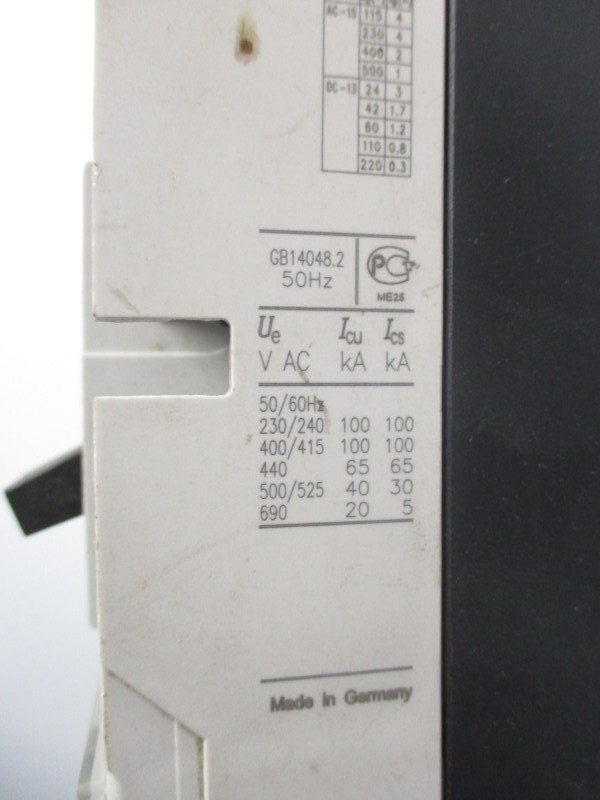 AC-15 115 4
230 4
400 2
500 1
DC-13 24 3
42 1.7
60 1.2
110 0.8
220 0.3
GB14048.2
50Hz
PCT
ME25
Ue Icu Ics
V AC kA kA
50/60Hz
230/240 100 100
400/415 100 100
440 65 65
500/525 40 30
690 20 5
Made in Germany